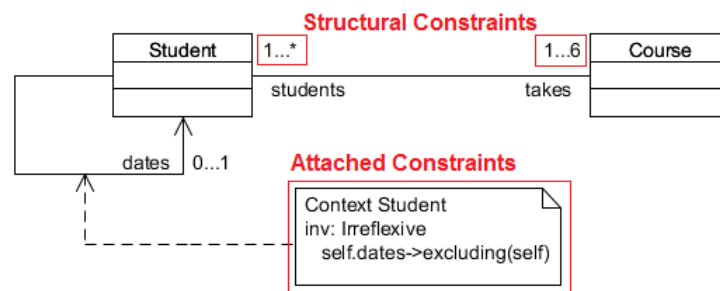 Structural Constraints
Student
1...*
1...6
Course
students
takes
dates
0...1
Attached Constraints
Context Student
inv: Irreflexive
self.dates->excluding(self)